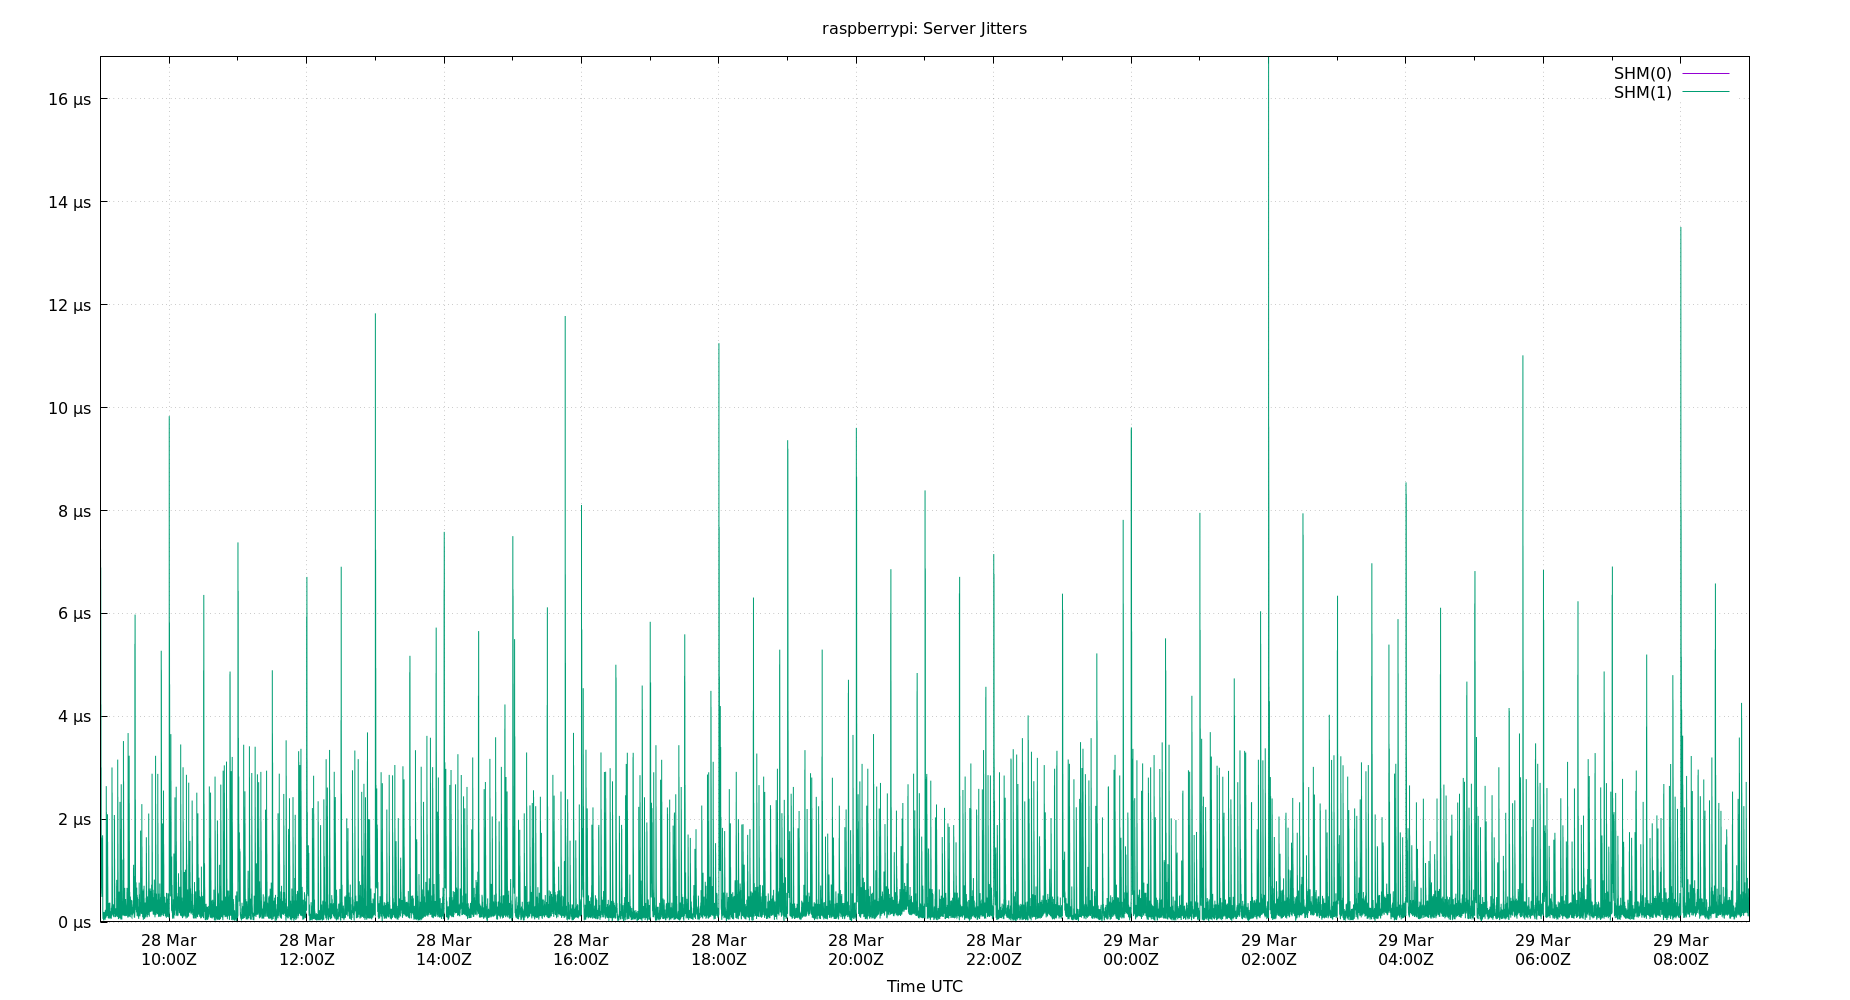 raspberrypi: Server Jitters
SHM(0)
SHM(1)
16 µs
14 µs
12 µs
10 µs
8 µs
6 µs
4 µs
2 µs
0 µs
28 Mar 28 Mar 28 Mar 28 Mar 28 Mar 28 Mar 28 Mar 29 Mar 29 Mar 29 Mar 29 Mar 29 Mar
10:00Z 12:00Z 14:00Z 16:00Z 18:00Z 20:00Z 22:00Z 00:00Z 02:00Z 04:00Z 06:00Z 08:00Z
Time UTC